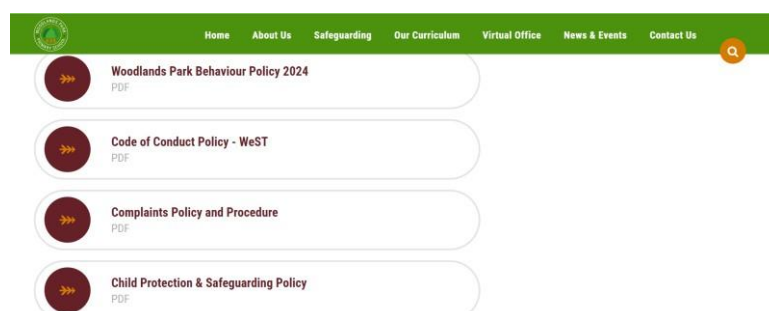 Home About Us Safeguarding Our Curriculum Virtual Office News & Events Contact Us
Woodlands Park Behaviour Policy 2024
PDF
Code of Conduct Policy - WeST
PDF
Complaints Policy and Procedure
PDF
Child Protection & Safeguarding Policy
PDF